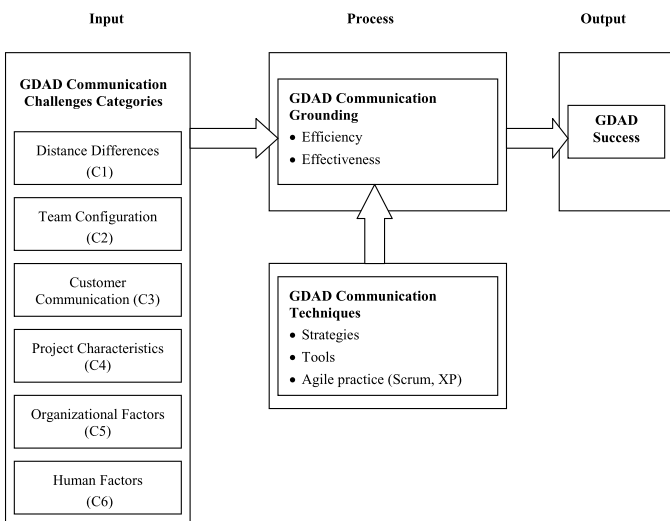 Input
Process
Output
GDAD Communication
Challenges Categories
Distance Differences
(C1)
Team Configuration
(C2)
Customer
Communication (C3)
Project Characteristics
(C4)
Organizational Factors
(C5)
Human Factors
(C6)
GDAD Communication
Grounding
• Efficiency
• Effectiveness
GDAD Communication
Techniques
• Strategies
• Tools
• Agile practice (Scrum, XP)
GDAD
Success